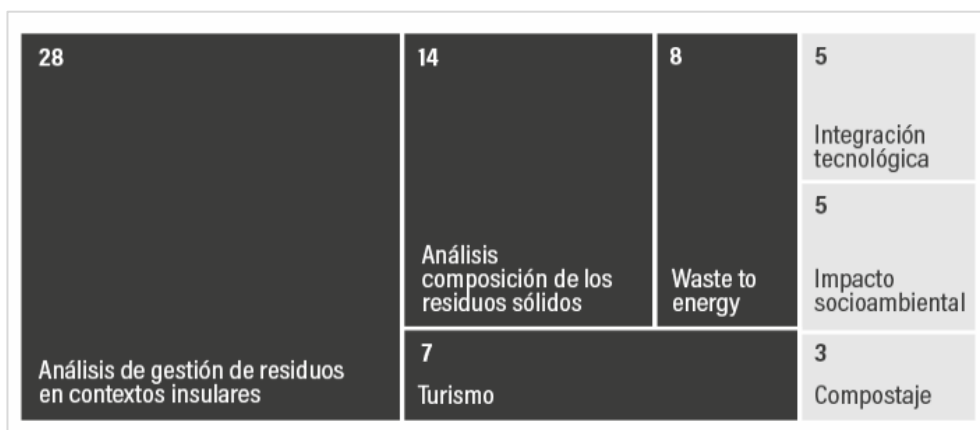 28
Análisis de gestión de residuos
en contextos insulares
14
Análisis
composición de los
residuos sólidos
8
Waste to
energy
7
Turismo
5
Integración
tecnológica
5
Impacto
socioambiental
3
Compostaje